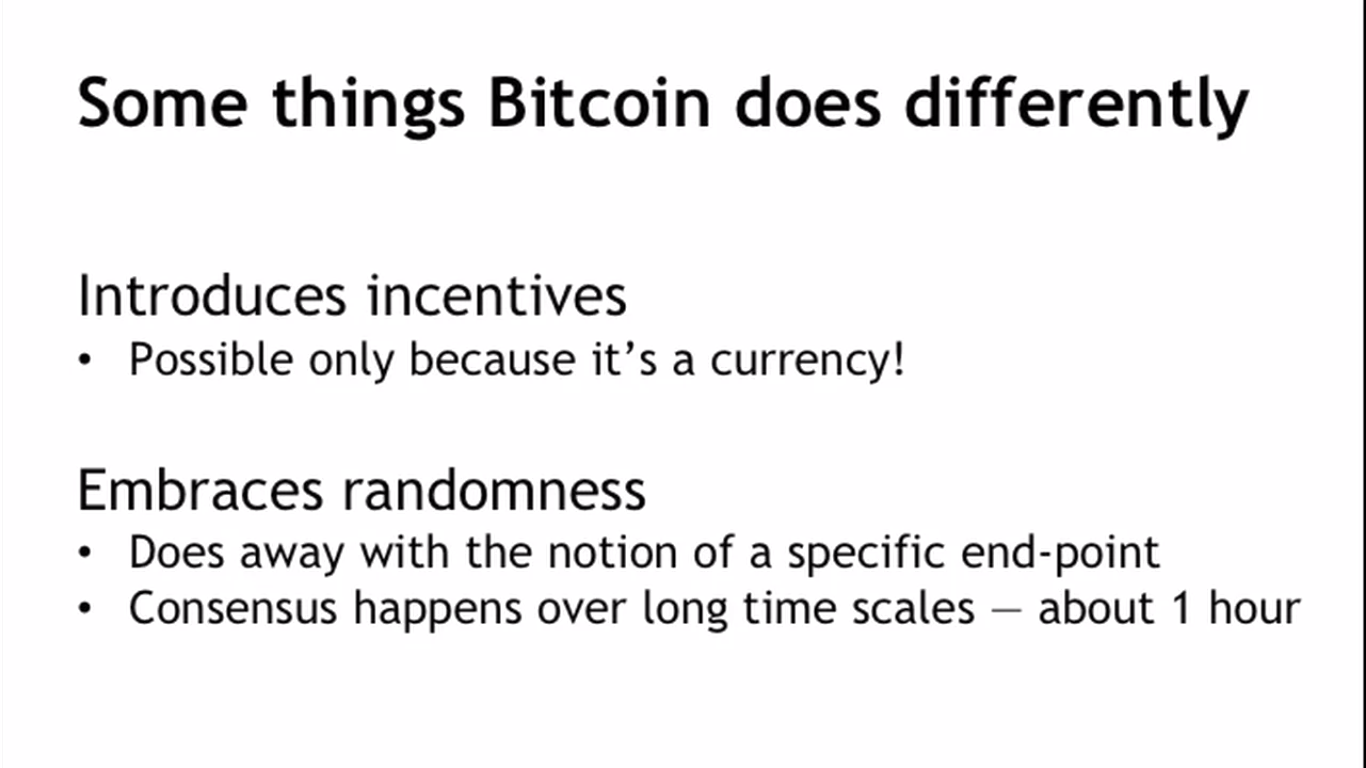 Some things Bitcoin does differently
Introduces incentives
• Possible only because it’s a currency!
Embraces randomness
• Does away with the notion of a specific end-point
• Consensus happens over long time scales — about 1 hour